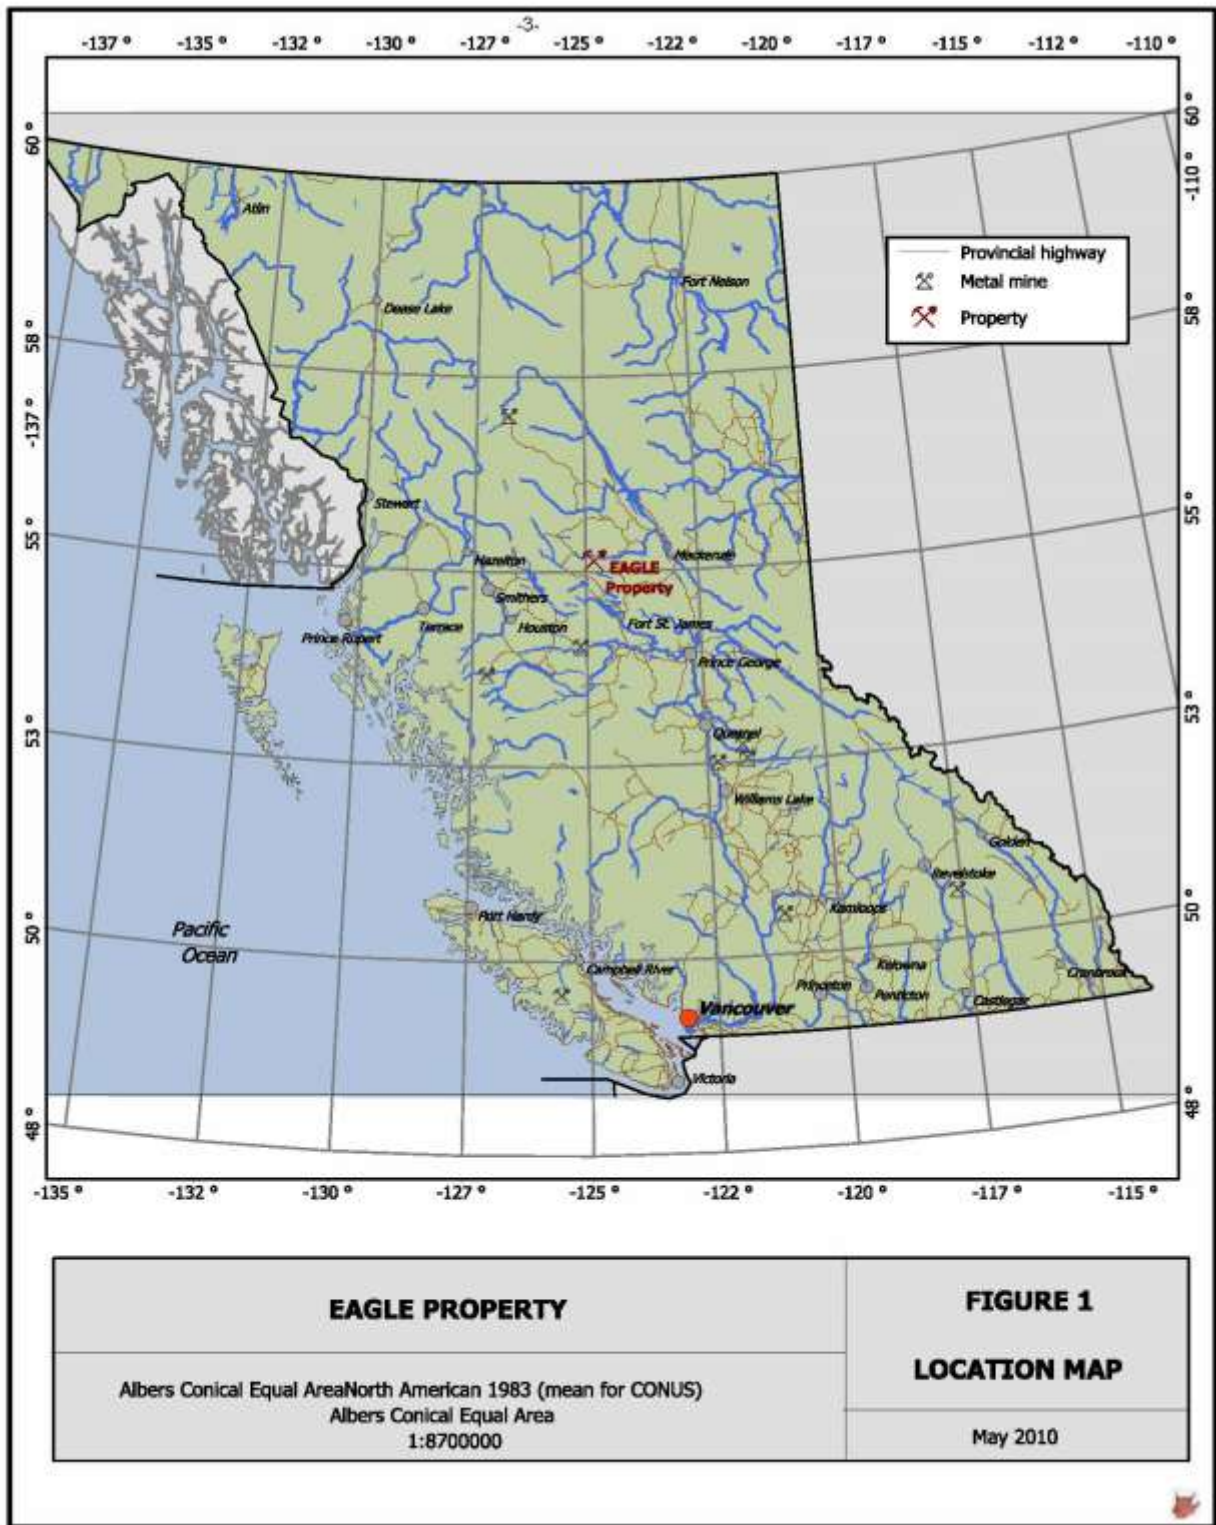 -3-
-137 ° -135 ° -132 ° -130 ° -127 ° -125 ° -122 ° -120 ° -117 ° -115 ° -112 ° -110 °
60 °
60 °
-110 °
Atlin
Provincial highway
Fort Nelson
Metal mine
Dease Lake
Property
58 °
58 °
-137 °
Stewart
55 °
55 °
Hazelton
Mackenzie
EAGLE
Property
Smithers
Terrace
Houston
Fort St. James
Prince Rupert
Prince George
53 °
53 °
Quesnel
Williams Lake
Golden
Revelstoke
Port Hardy
Kamloops
50 °
50 °
Pacific
Ocean
Campbell River
Kelowna
Cranbrook
Princeton
Penticton
Castlegar
Vancouver
Victoria
48 °
48 °
-135 ° -132 ° -130 ° -127 ° -125 ° -122 ° -120 ° -117 ° -115 °
EAGLE PROPERTY
FIGURE 1
LOCATION MAP
Albers Conical Equal AreaNorth American 1983 (mean for CONUS)
Albers Conical Equal Area
1:8700000
May 2010